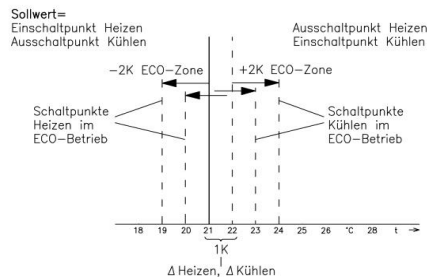 Sollwert=
Einschaltpunkt Heizen
Ausschaltpunkt Kühlen
Ausschaltpunkt Heizen
Einschaltpunkt Kühlen
–2K ECO–Zone
+2K ECO–Zone
Schaltpunkte
Heizen im
ECO–Betrieb
Schaltpunkte
Kühlen im
ECO–Betrieb
18 19 20 21 22 23 24 26 °C 28 t
1K
Δ Heizen, Δ Kühlen